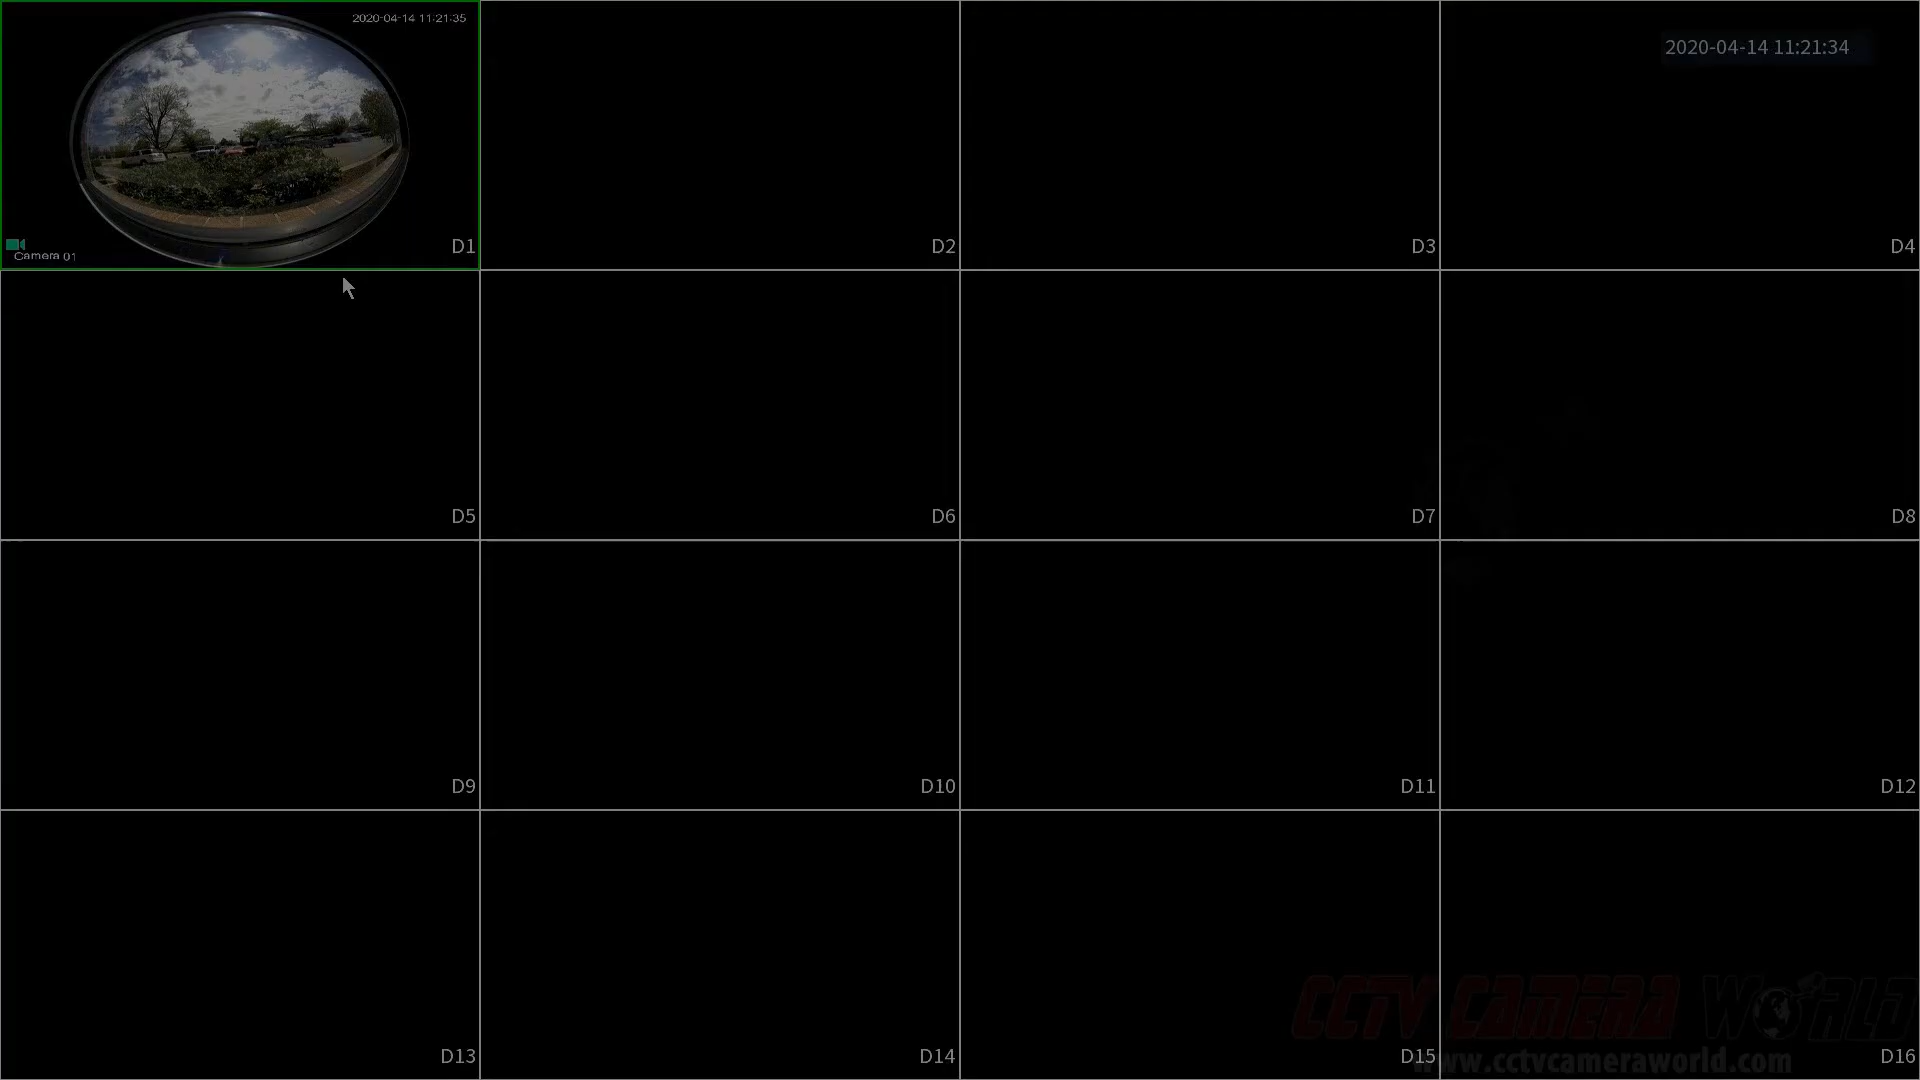 2020-04-14 11:21:35
2020-04-14 11:21:34
Camera 01
D1
D2
D3
D4
D5
D6
D7
D8
D9
D10
D11
D12
CCTV CAMERA WORLD
D13
D14
D15
www.cctvcameraworld.com
D16